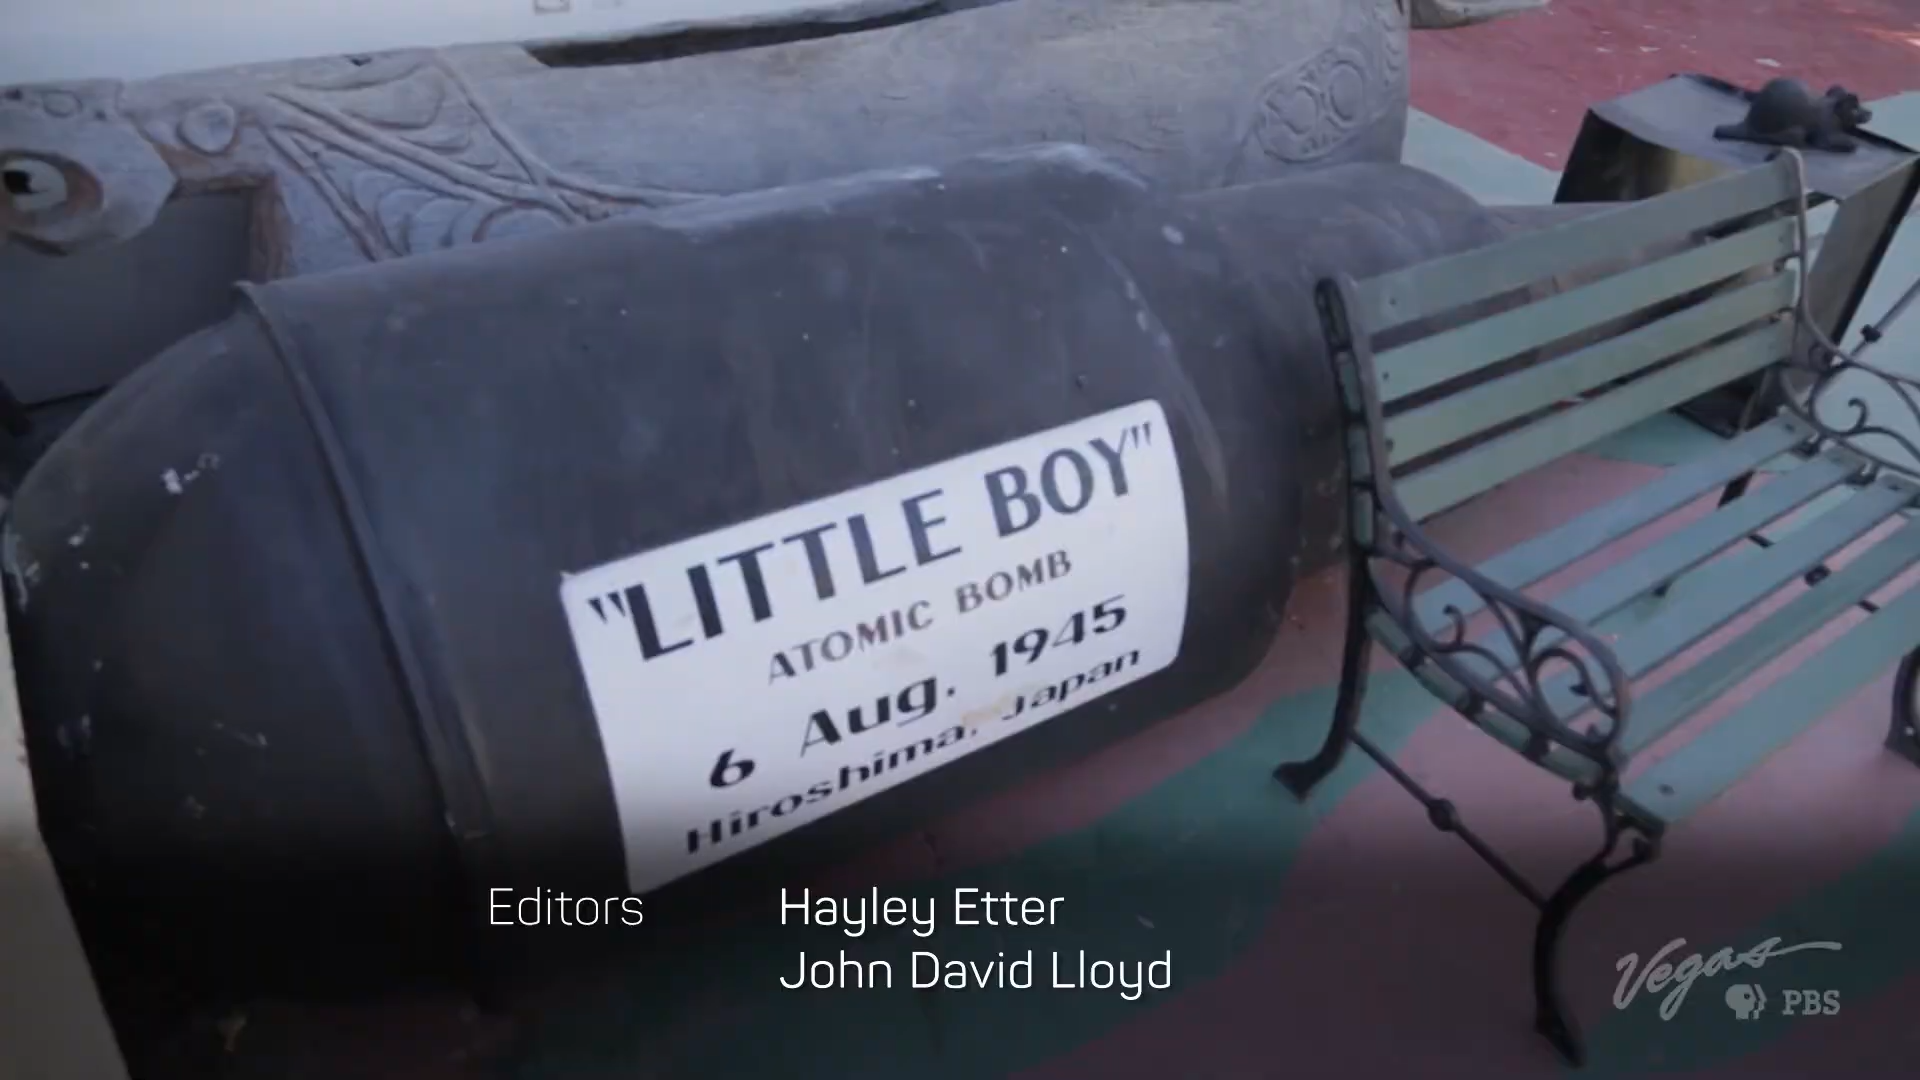 "LITTLE BOY"
ATOMIC BOMB
6 Aug. 1945
Hiroshima, Japan
Editors Hayley Etter
John David Lloyd
Vegas
PBS